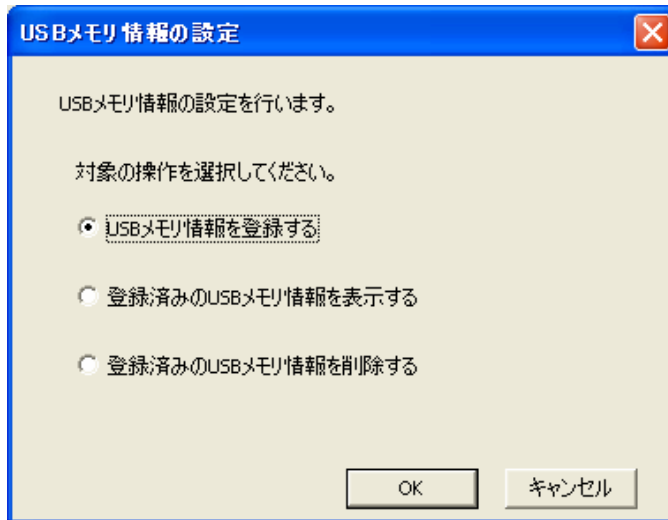 USBメモリ情報の設定
USBメモリ情報の設定を行います。
対象の操作を選択してください。
USBメモリ情報を登録する
登録済みのUSBメモリ情報を表示する
登録済みのUSBメモリ情報を削除する
OK キャンセル